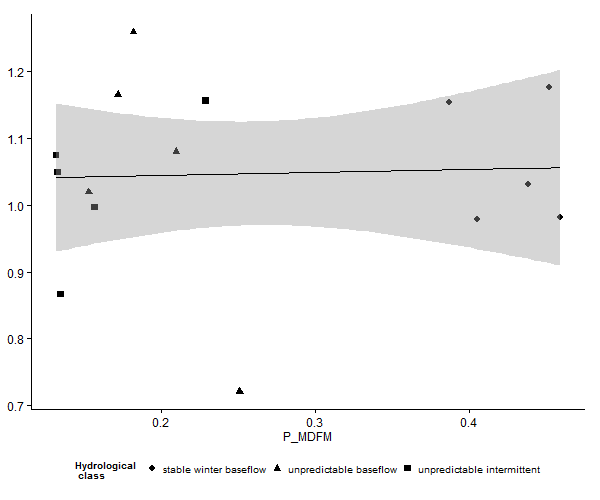 1.2
1.1
1.0
0.9
0.8
0.7
0.2 0.3 0.4
P_MDFM
Hydrological
class
stable winter baseflow unpredictable baseflow unpredictable intermittent